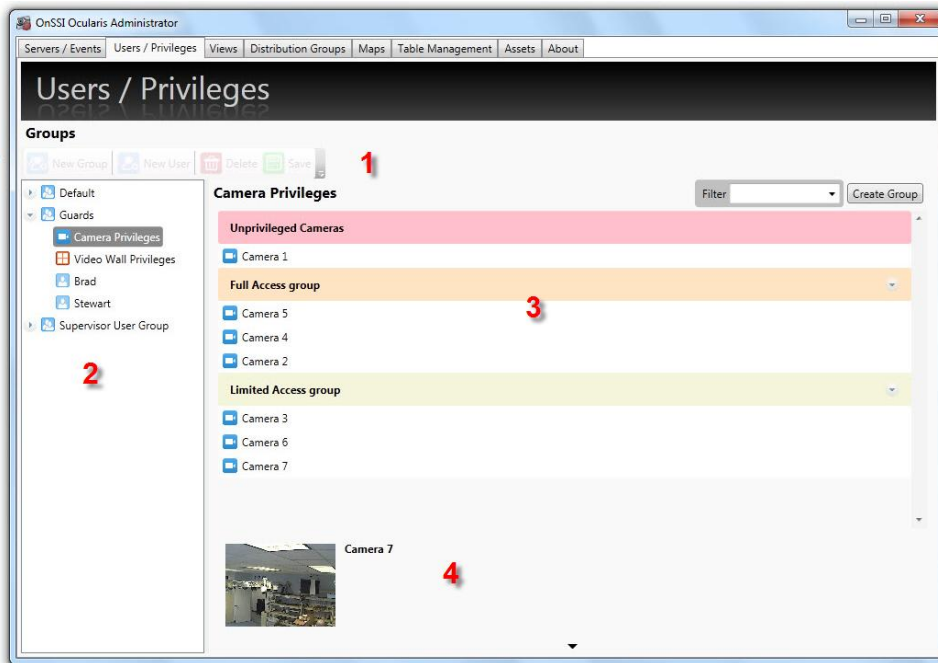 OnSSI Ocularis Administrator
Servers / Events Users / Privileges Views Distribution Groups Maps Table Management Assets About
Users / Privileges
Groups
New Group New User Delete Save
1
Default
Guards
Camera Privileges
Video Wall Privileges
Brad
Stewart
Supervisor User Group
2
Camera Privileges
Filter
Create Group
Unprivileged Cameras
Camera 1
Full Access group
3
Camera 5
Camera 4
Camera 2
Limited Access group
Camera 3
Camera 6
Camera 7
Camera 7
4